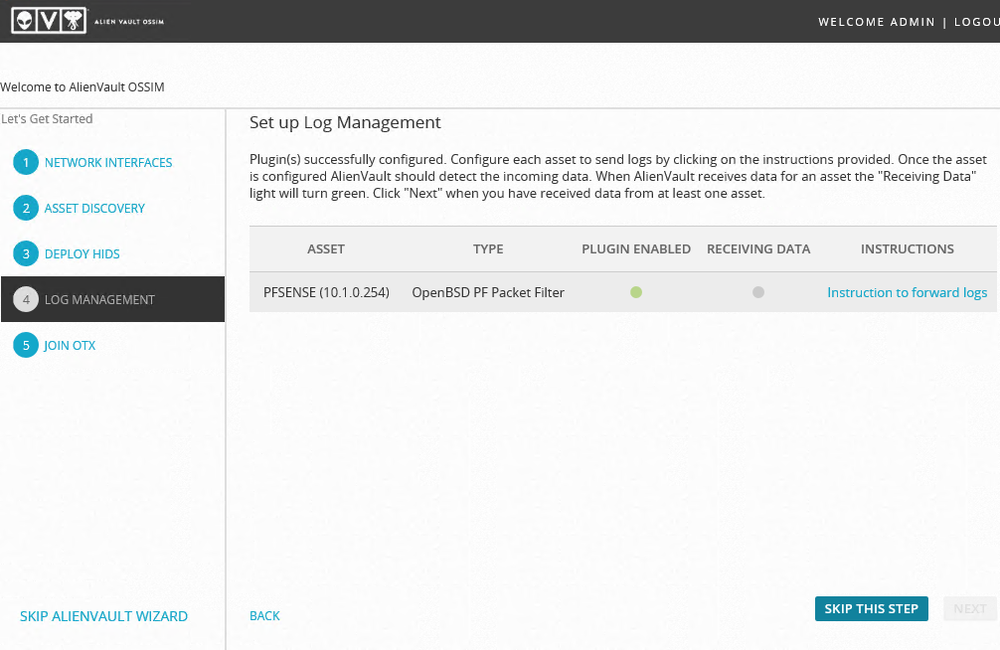 ALIEN VAULT OSSIM
WELCOME ADMIN | LOGOU
Welcome to AlienVault OSSIM
Let's Get Started
1 NETWORK INTERFACES
2 ASSET DISCOVERY
3 DEPLOY HIDS
4 LOG MANAGEMENT
5 JOIN OTX
SKIP ALIENVAULT WIZARD
Set up Log Management
Plugin(s) successfully configured. Configure each asset to send logs by clicking on the instructions provided. Once the asset
is configured AlienVault should detect the incoming data. When AlienVault receives data for an asset the "Receiving Data"
light will turn green. Click "Next" when you have received data from at least one asset.
ASSET TYPE PLUGIN ENABLED RECEIVING DATA INSTRUCTIONS
PFSENSE (10.1.0.254) OpenBSD PF Packet Filter Instruction to forward logs
BACK SKIP THIS STEP NEXT